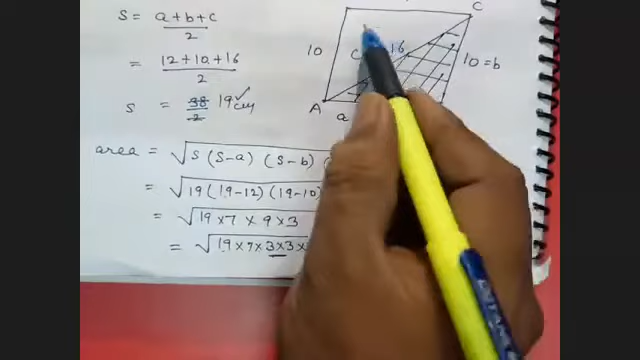 S = a+b+c
2
= 12+10+16
2
s = 38 19 cm
2
area = √S (S-a) (S-b) (
= √19 (19-12) (19-10)
= √19 × 7 × 9 × 3
= √19 × 7 × 3 × 3 ×
C
10
C 16
10 = b
A
a